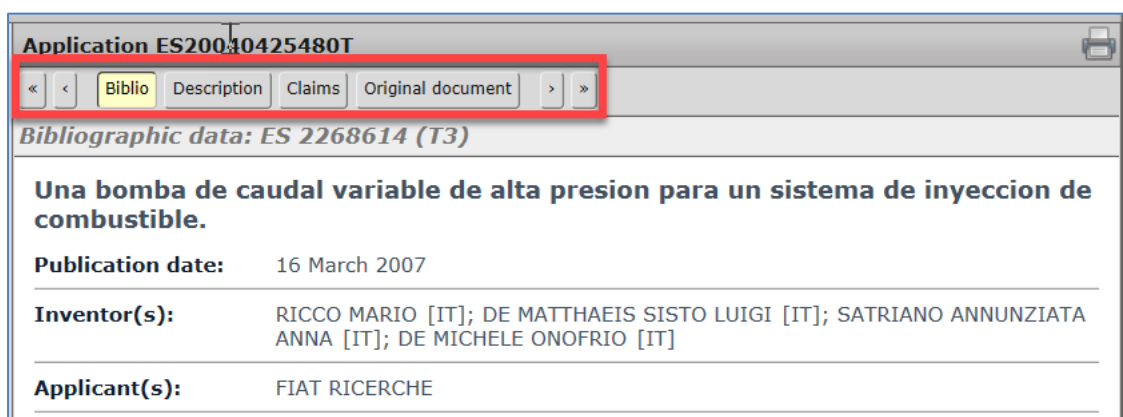 Application ES20040425480T
« ‹ Biblio Description Claims Original document › »
Bibliographic data: ES 2268614 (T3)
Una bomba de caudal variable de alta presion para un sistema de inyeccion de
combustible.
Publication date: 16 March 2007
Inventor(s): RICCO MARIO [IT]; DE MATTHAEIS SISTO LUIGI [IT]; SATRIANO ANNUNZIATA
ANNA [IT]; DE MICHELE ONOFRIO [IT]
Applicant(s): FIAT RICERCHE